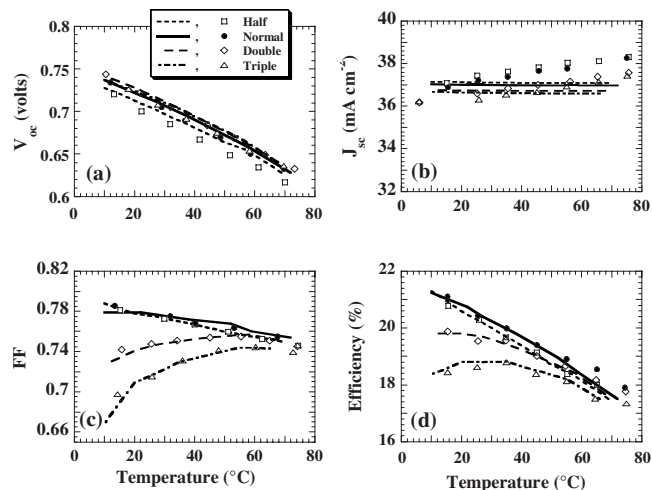 , Half
, Normal
, Double
, Triple
V_oc (volts)
0.8
0.75
0.7
0.65
0.6
(a)
0 20 40 60 80
J_sc (mA cm⁻²)
40
38
36
34
32
(b)
0 20 40 60 80
FF
0.82
0.78
0.74
0.7
0.66
(c)
0 20 40 60 80
Temperature (°C)
Efficiency (%)
22
20
18
16
(d)
0 20 40 60 80
Temperature (°C)